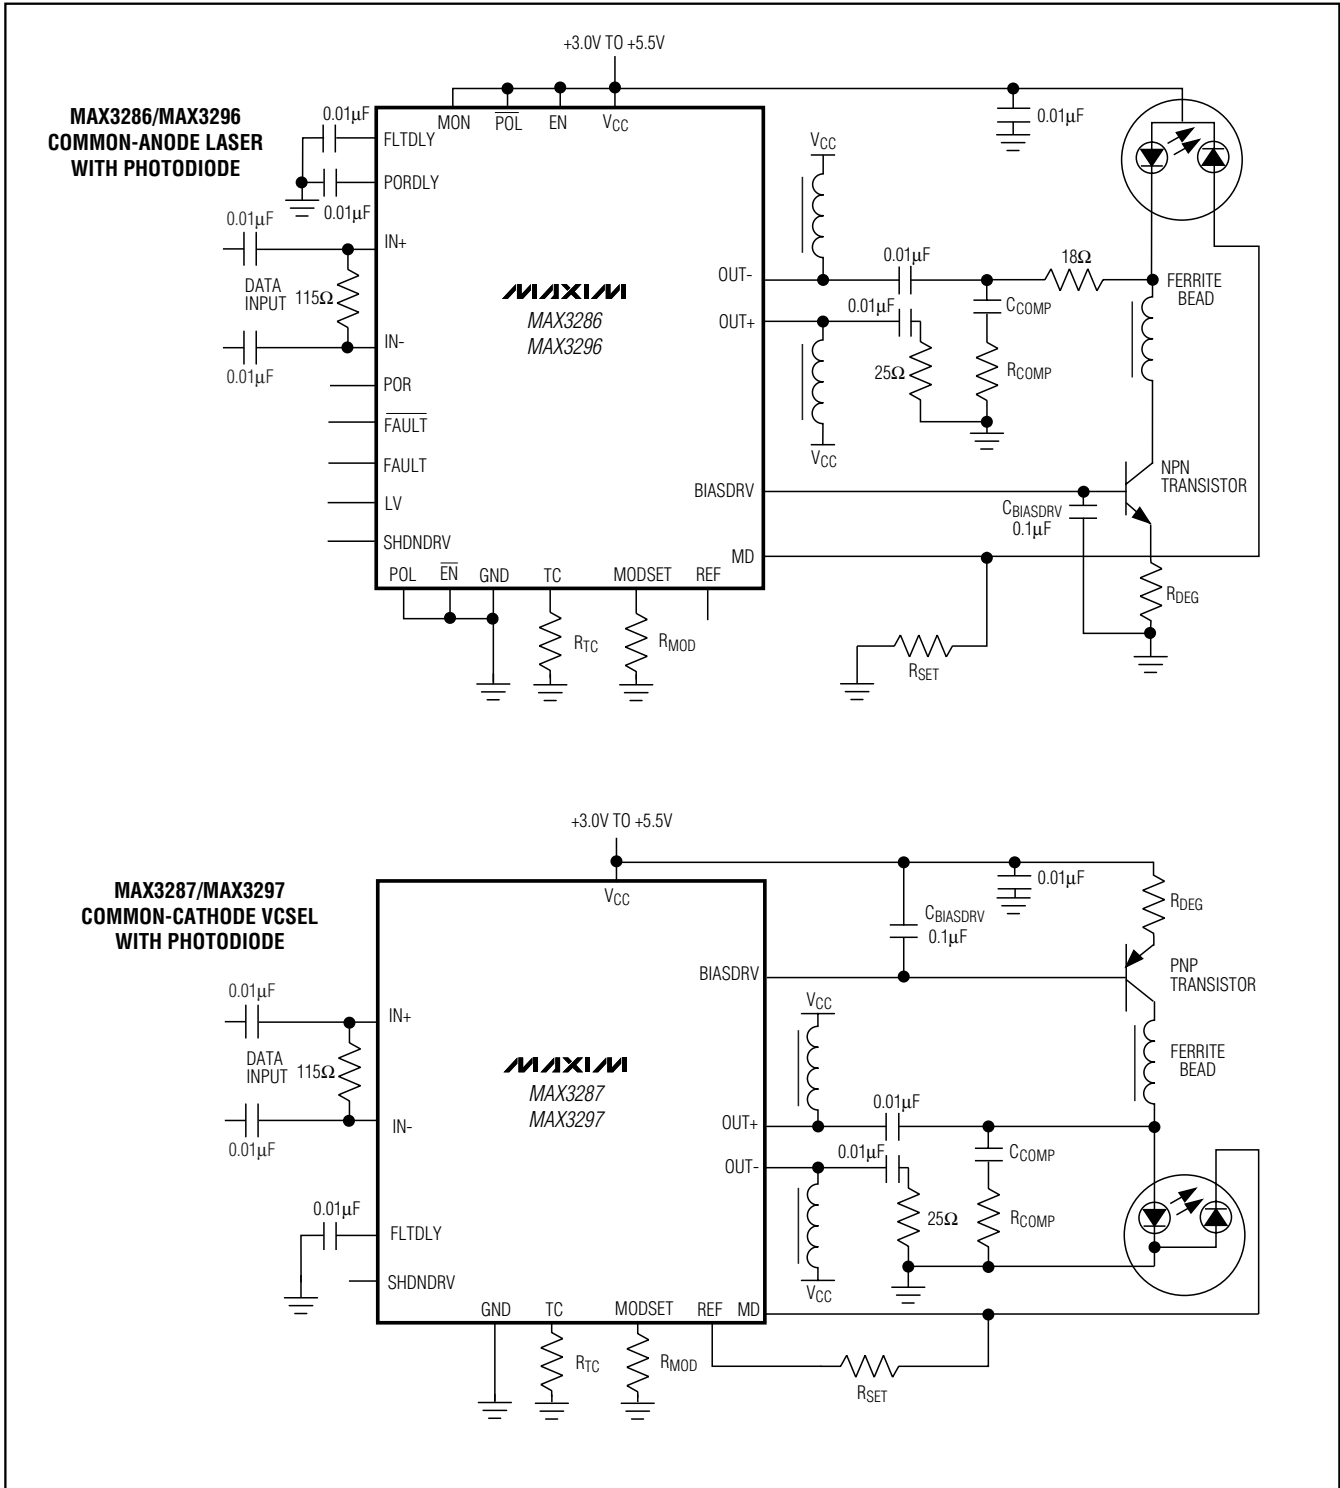 +3.0V TO +5.5V
MAX3286/MAX3296
COMMON-ANODE LASER
WITH PHOTODIODE
0.01μF
MON
POL
EN
VCC
0.01μF
FLTDLY
VCC
PORDLY
0.01μF
0.01μF
IN+
DATA
INPUT
115Ω
MAXIM
MAX3286
MAX3296
OUT-
0.01μF
18Ω
FERRITE
BEAD
OUT+
0.01μF
CCOMP
IN-
0.01μF
25Ω
RCOMP
POR
FAULT
VCC
FAULT
NPN
TRANSISTOR
BIASDRV
LV
CBIASDRV
0.1μF
SHDNDRV
MD
POL
EN
GND
TC
MODSET
REF
RDEG
RTC
RMOD
RSET
+3.0V TO +5.5V
MAX3287/MAX3297
COMMON-CATHODE VCSEL
WITH PHOTODIODE
VCC
0.01μF
RDEG
CBIASDRV
0.1μF
BIASDRV
PNP
TRANSISTOR
0.01μF
VCC
IN+
DATA
INPUT
115Ω
MAXIM
MAX3287
MAX3297
FERRITE
BEAD
0.01μF
OUT+
IN-
0.01μF
0.01μF
CCOMP
OUT-
0.01μF
25Ω
RCOMP
FLTDLY
SHDNDRV
VCC
GND
TC
MODSET
REF
MD
RTC
RMOD
RSET